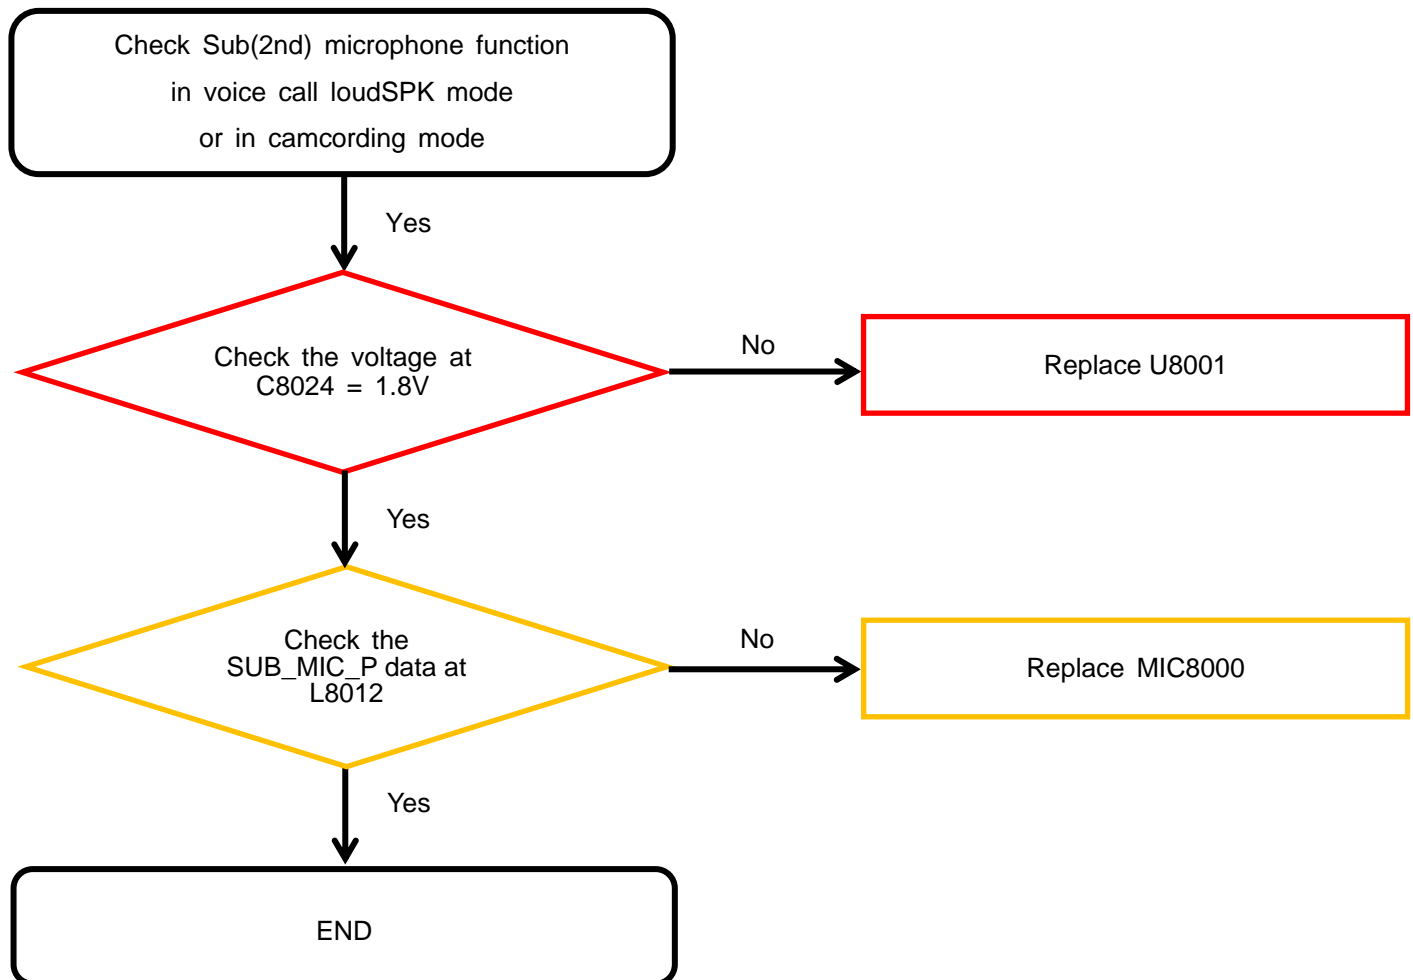 Check Sub(2nd) microphone function
in voice call loudSPK mode
or in camcording mode
Yes
Check the voltage at
C8024 = 1.8V
No
Replace U8001
Yes
Check the
SUB_MIC_P data at
L8012
No
Replace MIC8000
Yes
END